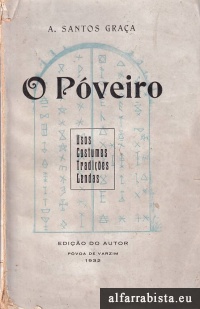 A. SANTOS GRAÇA
O Póveiro
Usos
Costumes
Tradições
Lendas
EDIÇÃO DO AUTOR
PÓVOA DE VARZIM
1932
alfarrabista.eu